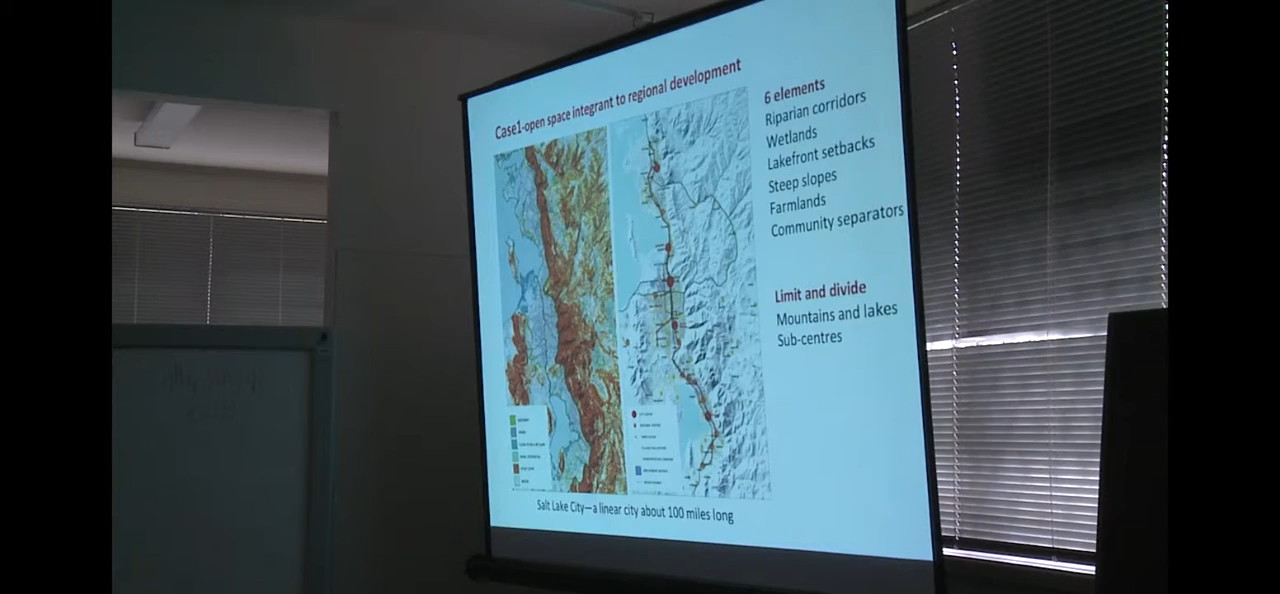 Case1-open space integrant to regional development
6 elements
Riparian corridors
Wetlands
Lakefront setbacks
Steep slopes
Farmlands
Community separators
Limit and divide
Mountains and lakes
Sub-centres
Salt Lake City—a linear city about 100 miles long